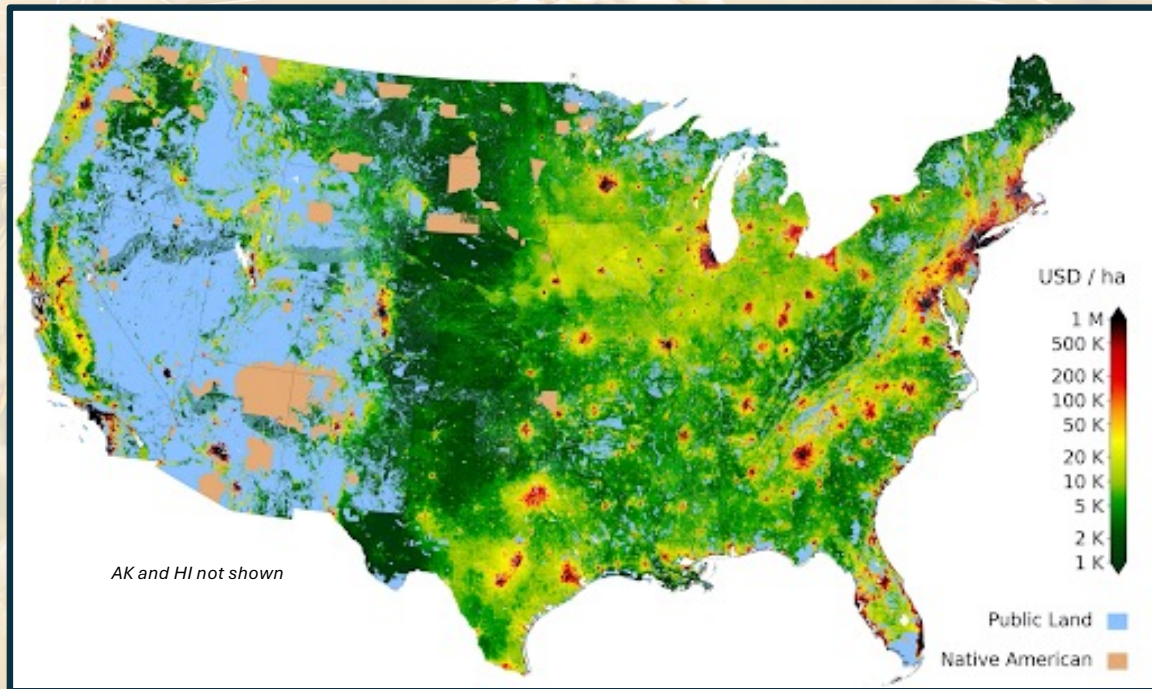 USD / ha
1 M
500 K
200 K
100 K
50 K
20 K
10 K
5 K
2 K
1 K
AK and HI not shown
Public Land
Native American